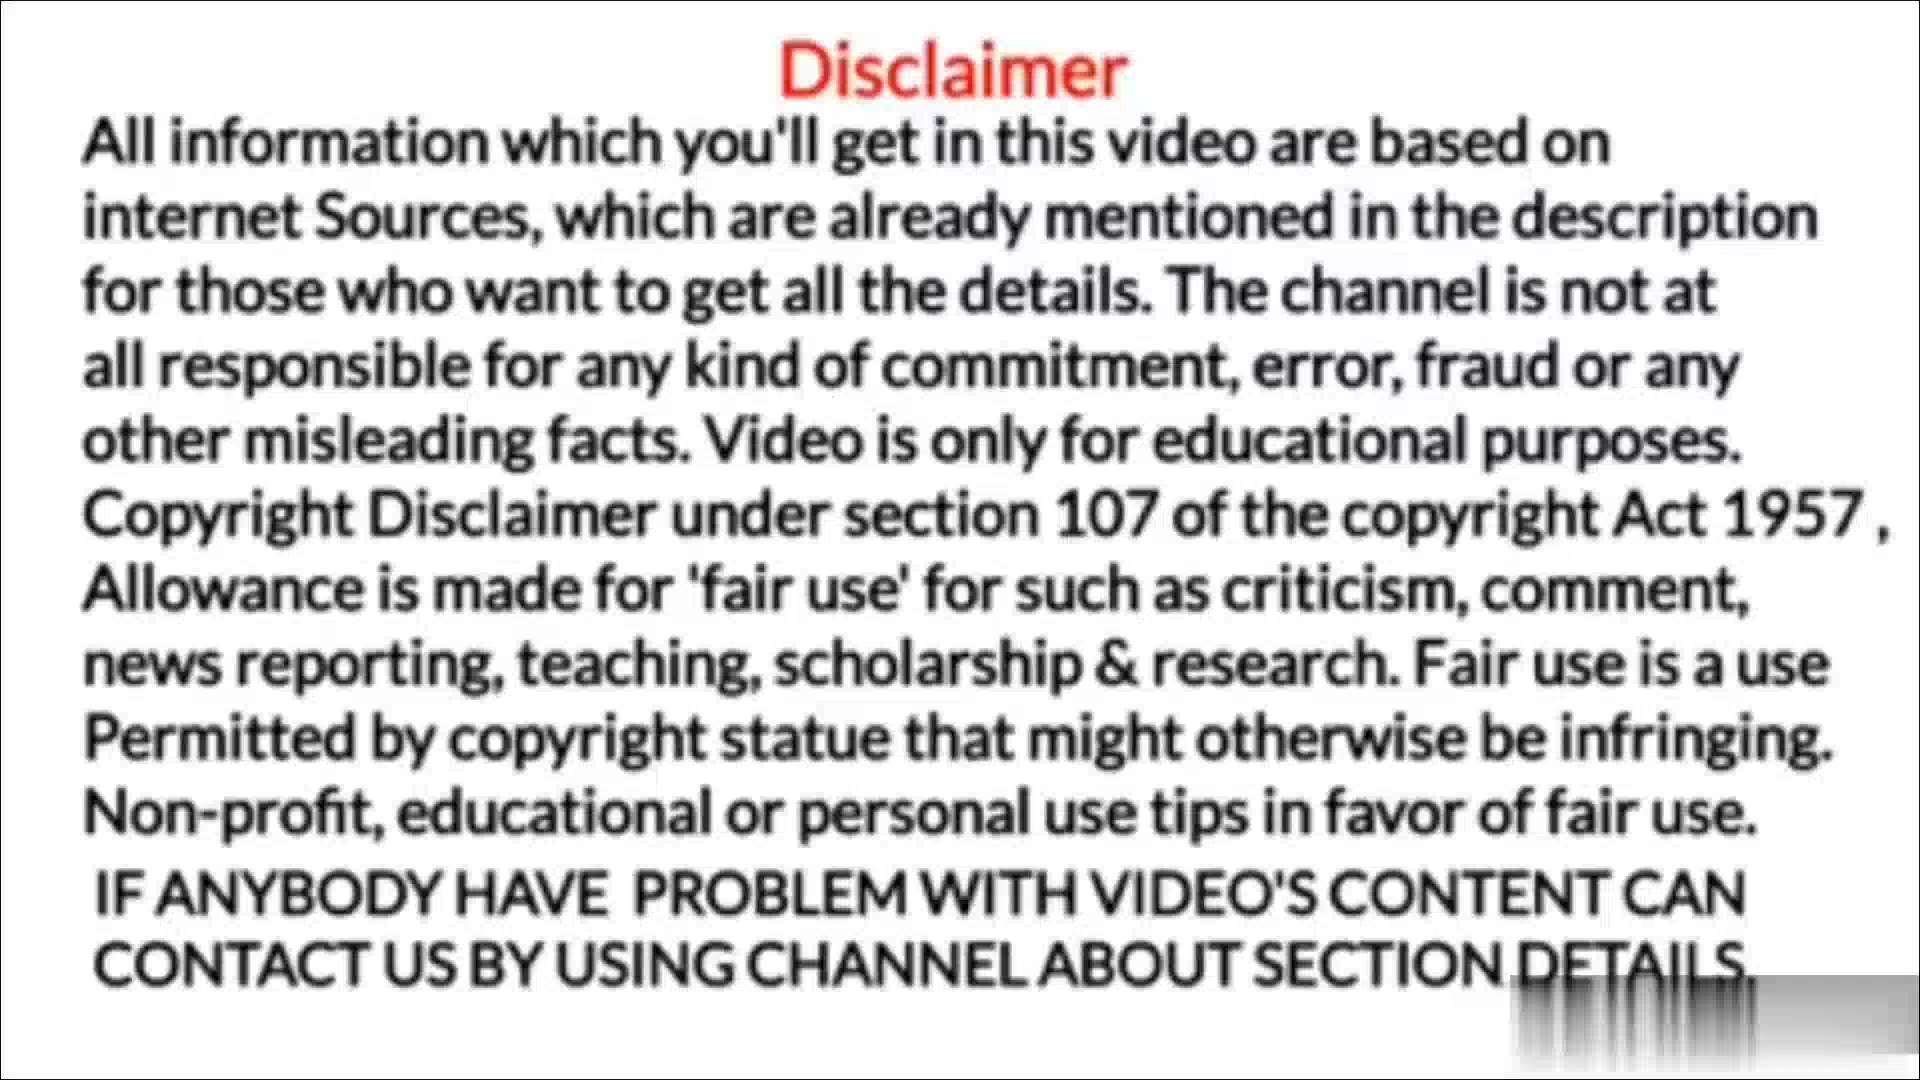 Disclaimer
All information which you'll get in this video are based on
internet Sources, which are already mentioned in the description
for those who want to get all the details. The channel is not at
all responsible for any kind of commitment, error, fraud or any
other misleading facts. Video is only for educational purposes.
Copyright Disclaimer under section 107 of the copyright Act 1957 ,
Allowance is made for 'fair use' for such as criticism, comment,
news reporting, teaching, scholarship & research. Fair use is a use
Permitted by copyright statue that might otherwise be infringing.
Non-profit, educational or personal use tips in favor of fair use.
IF ANYBODY HAVE PROBLEM WITH VIDEO'S CONTENT CAN
CONTACT US BY USING CHANNEL ABOUT SECTION DETAILS.